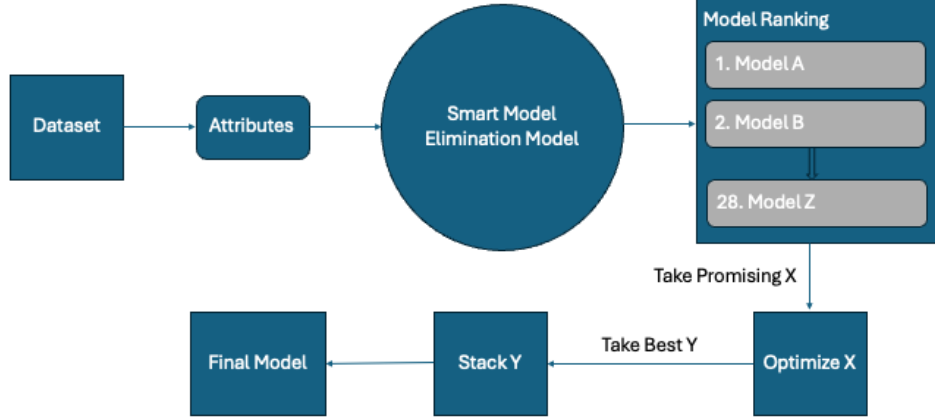 Model Ranking
1. Model A
2. Model B
28. Model Z
Dataset
Attributes
Smart Model
Elimination Model
Take Promising X
Optimize X
Take Best Y
Stack Y
Final Model